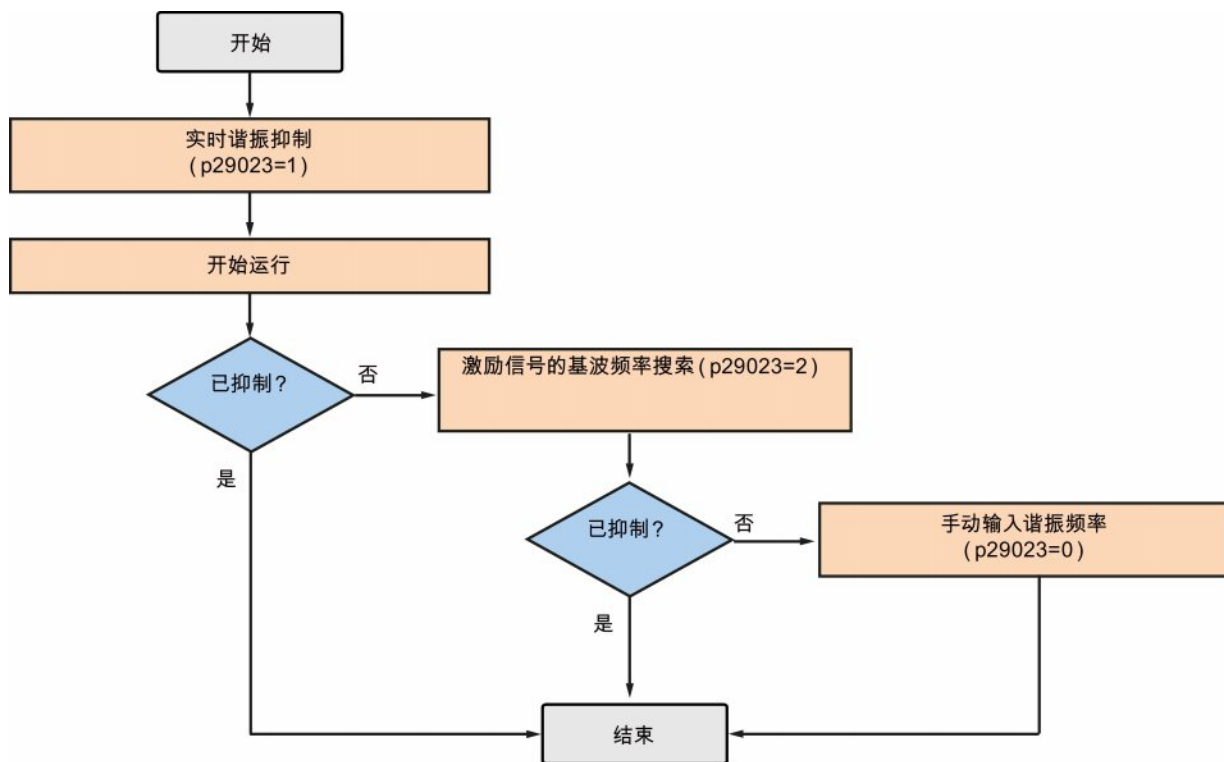 开始
实时谐振抑制
(p29023=1)
开始运行
已抑制?
否
激励信号的基波频率搜索(p29023=2)
是
已抑制?
否
手动输入谐振频率
(p29023=0)
是
结束